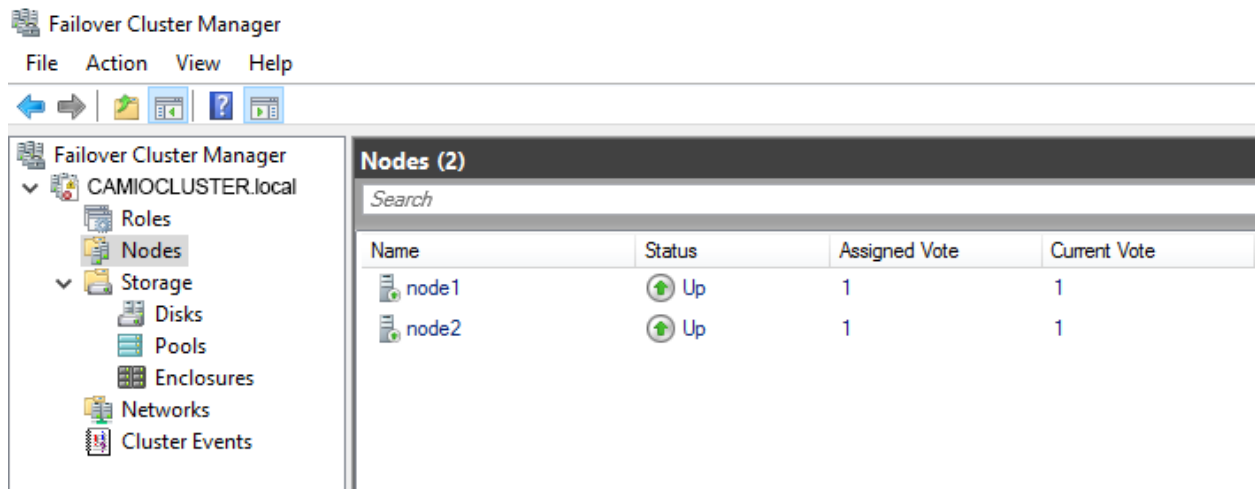 Failover Cluster Manager
File Action View Help
Failover Cluster Manager
CAMIOCLUSTER.local
Roles
Nodes
Storage
Disks
Pools
Enclosures
Networks
Cluster Events
Nodes (2)
Search
Name Status Assigned Vote Current Vote
node1 Up 1 1
node2 Up 1 1